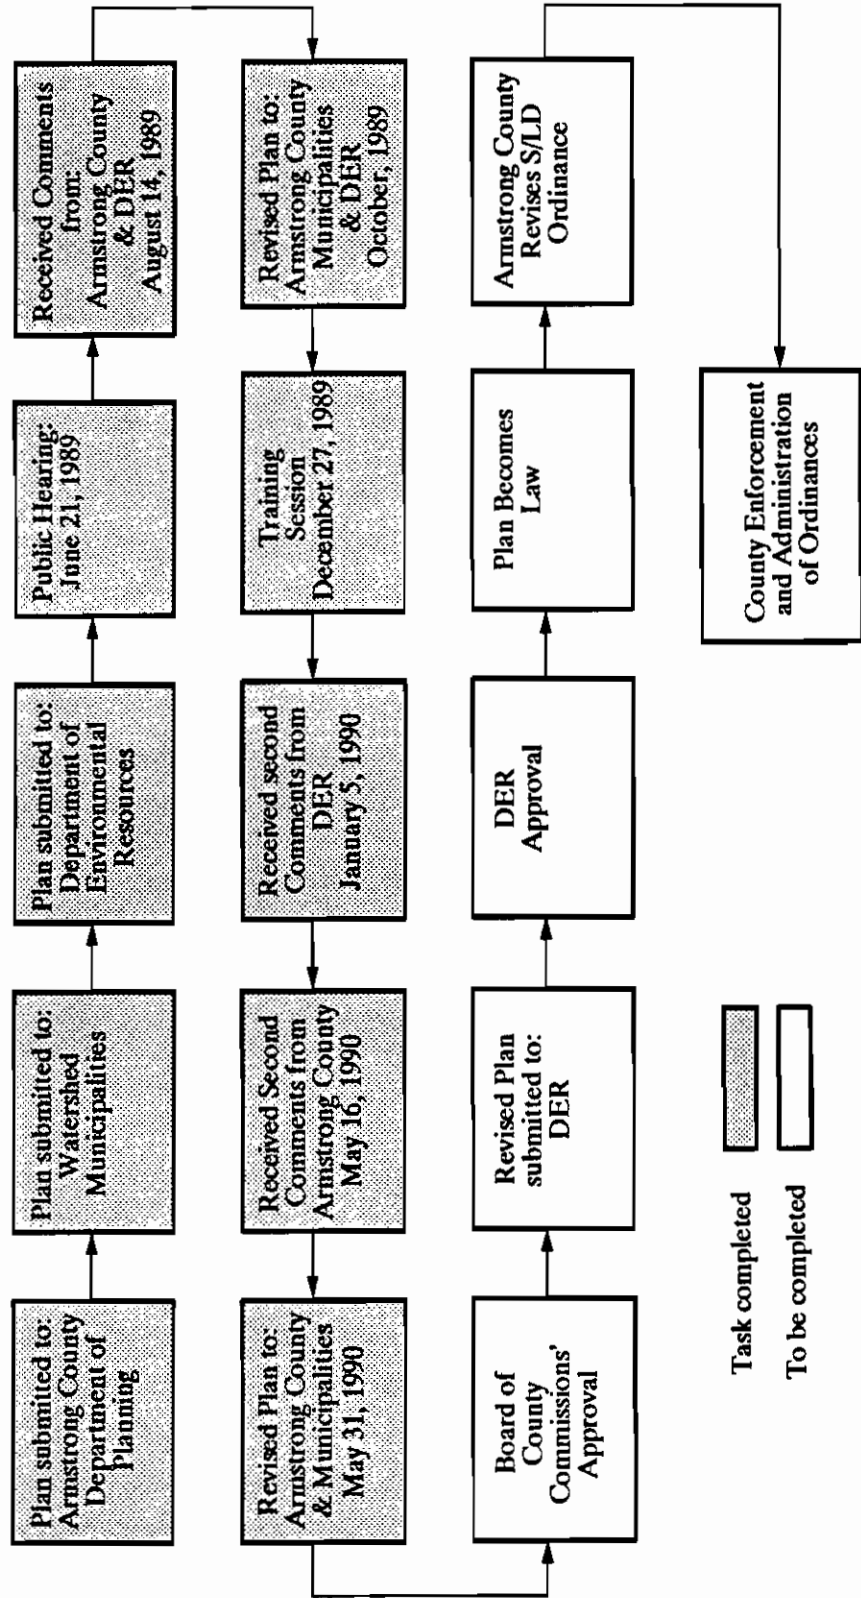 Plan submitted to:
Armstrong County
Department of
Planning
Plan submitted to:
Watershed
Municipalities
Plan submitted to:
Department of
Environmental
Resources
Public Hearing:
June 21, 1989
Received Comments
from:
Armstrong County
& DER
August 14, 1989
Revised Plan to:
Armstrong County
Municipalities
& DER
October, 1989
Training
Session
December 27, 1989
Received second
Comments from
DER
January 5, 1990
Received Second
Comments from
Armstrong County
May 16, 1990
Revised Plan to:
Armstrong County
& Municipalities
May 31, 1990
Board of
County
Commissions'
Approval
Revised Plan
submitted to:
DER
DER
Approval
Plan Becomes
Law
Armstrong County
Revises S/LD
Ordinance
County Enforcement
and Administration
of Ordinances
Task completed
To be completed